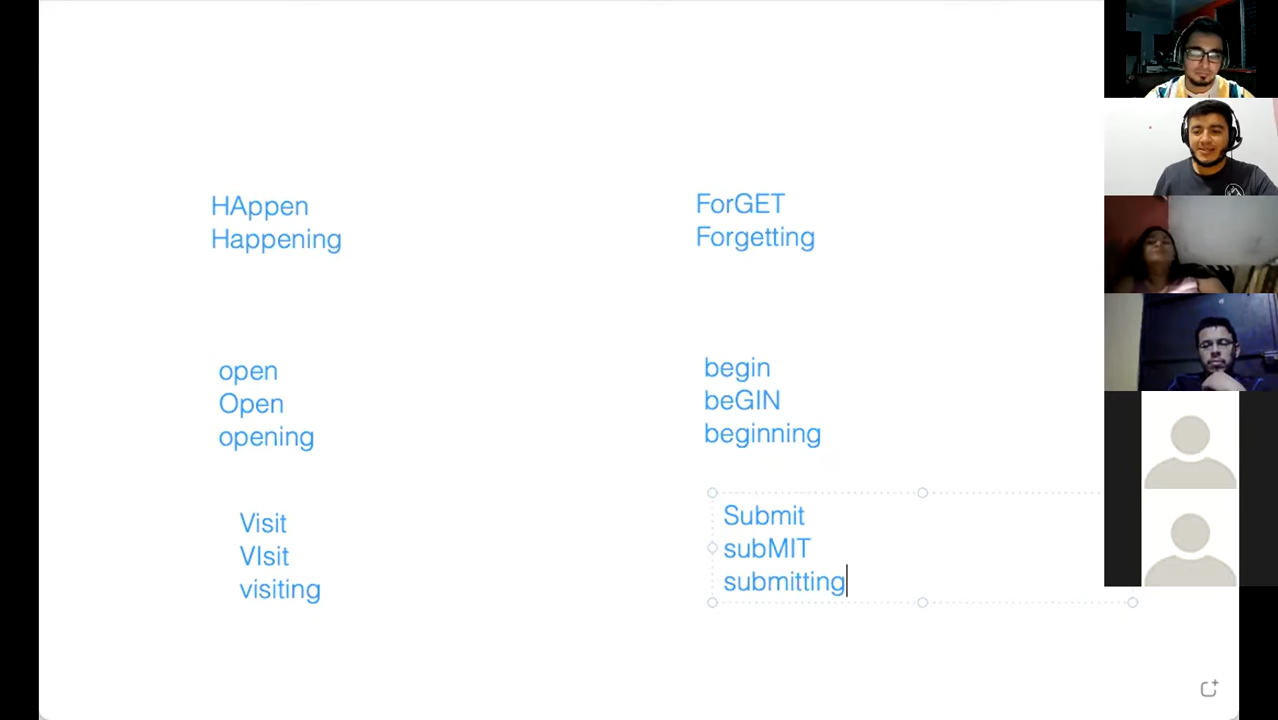 HAppen
Happening
ForGET
Forgetting
open
Open
opening
begin
beGIN
beginning
Visit
VIsit
visiting
Submit
subMIT
submitting